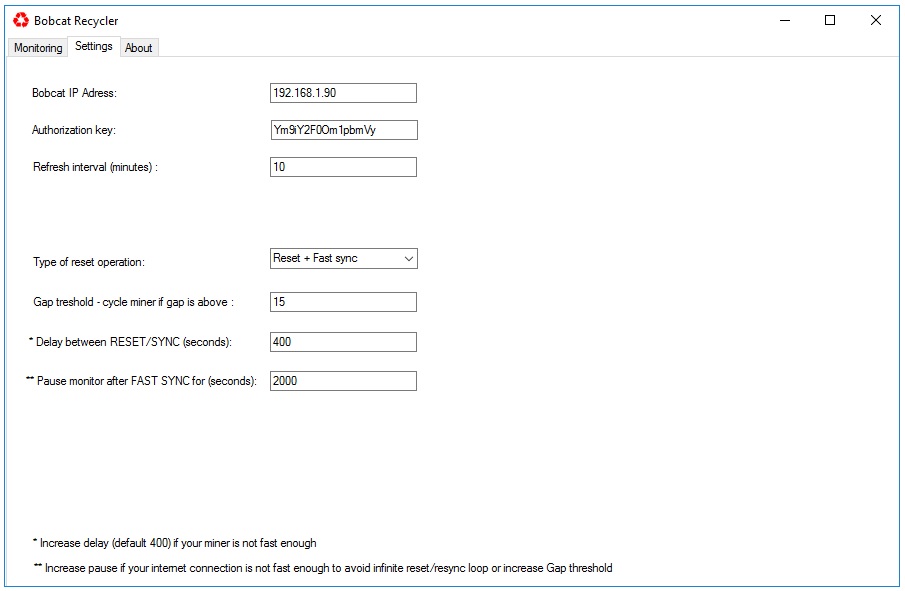 Bobcat Recycler
Monitoring Settings About
Bobcat IP Adress: 192.168.1.90
Authorization key: Ym9iY2F0Om1pbmVy
Refresh interval (minutes) : 10
Type of reset operation: Reset + Fast sync
Gap treshold - cycle miner if gap is above : 15
* Delay between RESET/SYNC (seconds): 400
** Pause monitor after FAST SYNC for (seconds): 2000
* Increase delay (default 400) if your miner is not fast enough
** Increase pause if your internet connection is not fast enough to avoid infinite reset/resync loop or increase Gap threshold